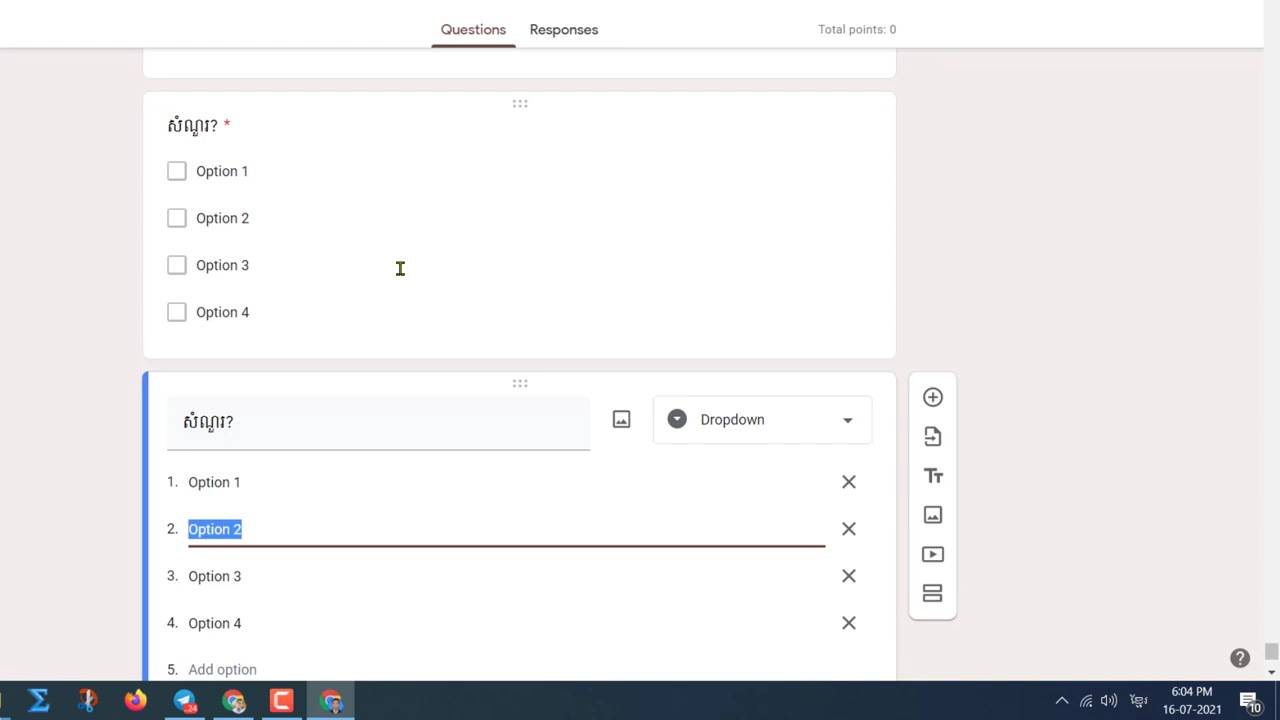 Questions Responses Total points: 0
សំណួរ? *
Option 1
Option 2
Option 3
Option 4
សំណួរ? Dropdown
1. Option 1
2. Option 2
3. Option 3
4. Option 4
5. Add option
6:04 PM
16-07-2021
24
10